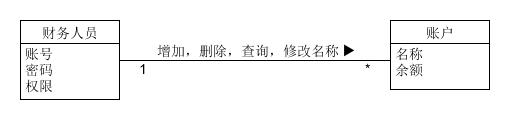 财务人员
账号
密码
权限
增加，删除，查询，修改名称 ▶
1
*
账户
名称
余额